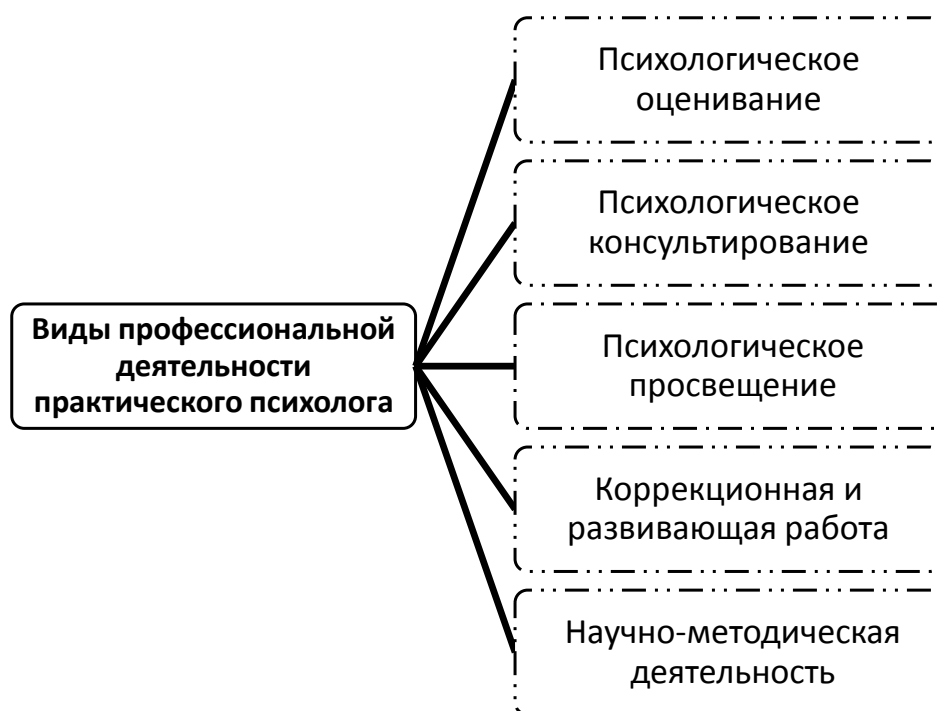 Психологическое
оценивание
Психологическое
консультирование
Виды профессиональной
деятельности
практического психолога
Психологическое
просвещение
Коррекционная и
развивающая работа
Научно-методическая
деятельность